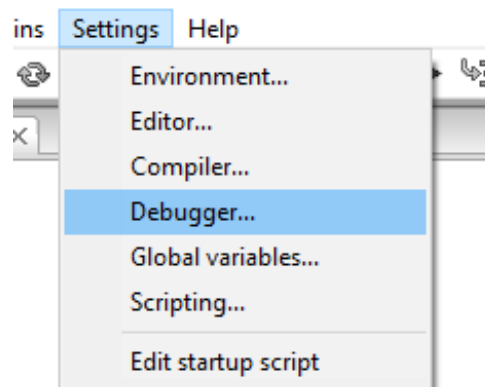 ins Settings Help
Environment...
Editor...
Compiler...
Debugger...
Global variables...
Scripting...
Edit startup script